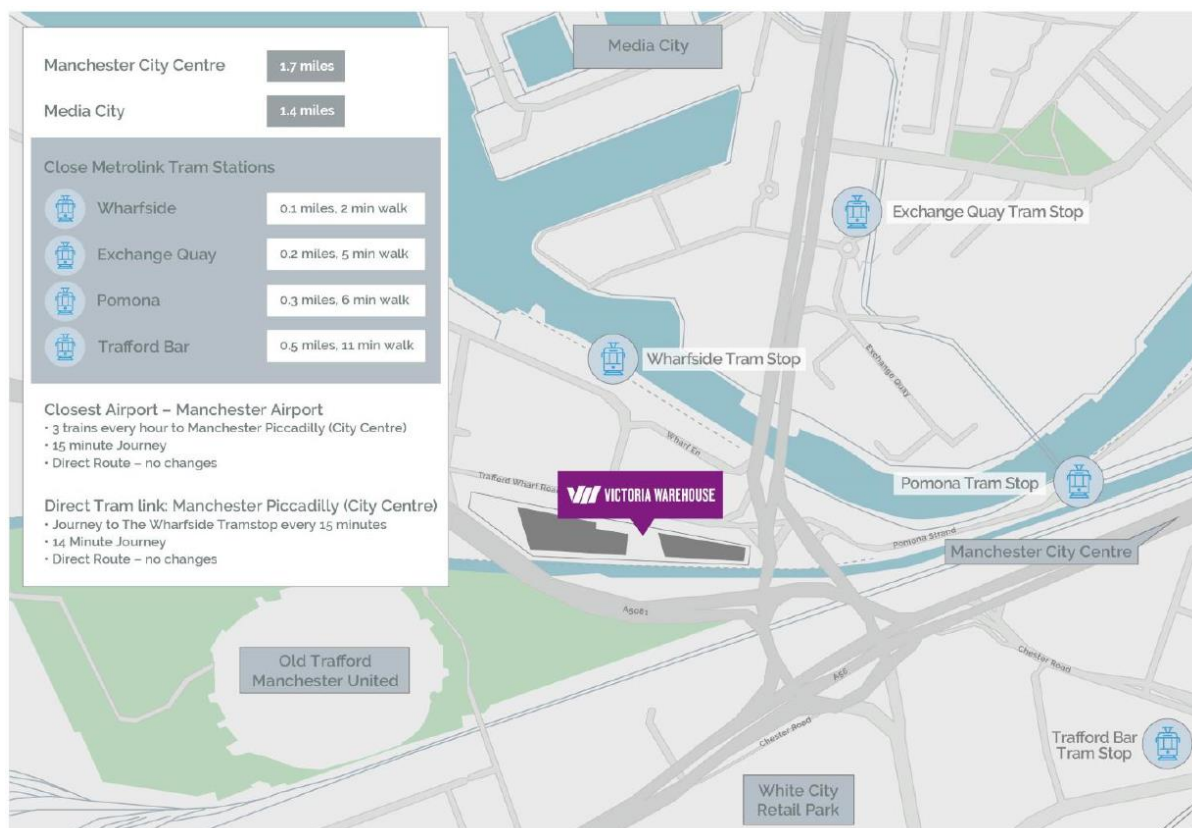 Manchester City Centre 1.7 miles
Media City 1.4 miles
Close Metrolink Tram Stations
Wharfside 0.1 miles, 2 min walk
Exchange Quay 0.2 miles, 5 min walk
Pomona 0.3 miles, 6 min walk
Trafford Bar 0.5 miles, 11 min walk
Closest Airport – Manchester Airport
• 3 trains every hour to Manchester Piccadilly (City Centre)
• 15 minute Journey
• Direct Route – no changes
Direct Tram link: Manchester Piccadilly (City Centre)
• Journey to The Wharfside Tramstop every 15 minutes
• 14 Minute Journey
• Direct Route – no changes
Media City
Exchange Quay Tram Stop
Wharfside Tram Stop
Exchange Quay
Wharf En
Trafford Wharf Road
VICTORIA WAREHOUSE
Pomona Tram Stop
Pomona Strand
Manchester City Centre
A5081
Old Trafford
Manchester United
A56
Chester Road
Chester Road
Trafford Bar
Tram Stop
White City
Retail Park